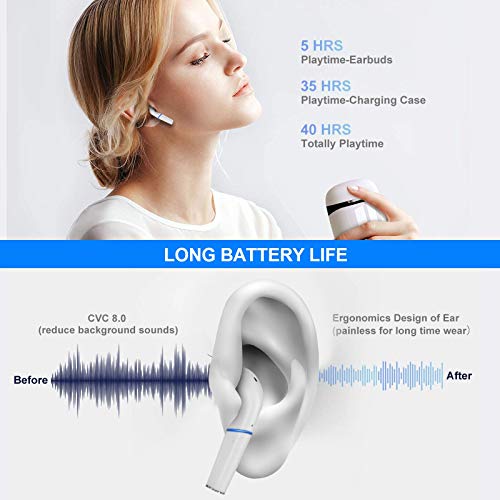 5 HRS
Playtime-Earbuds
35 HRS
Playtime-Charging Case
40 HRS
Totally Playtime
LONG BATTERY LIFE
CVC 8.0
(reduce background sounds)
Ergonomics Design of Ear
(painless for long time wear)
Before
After